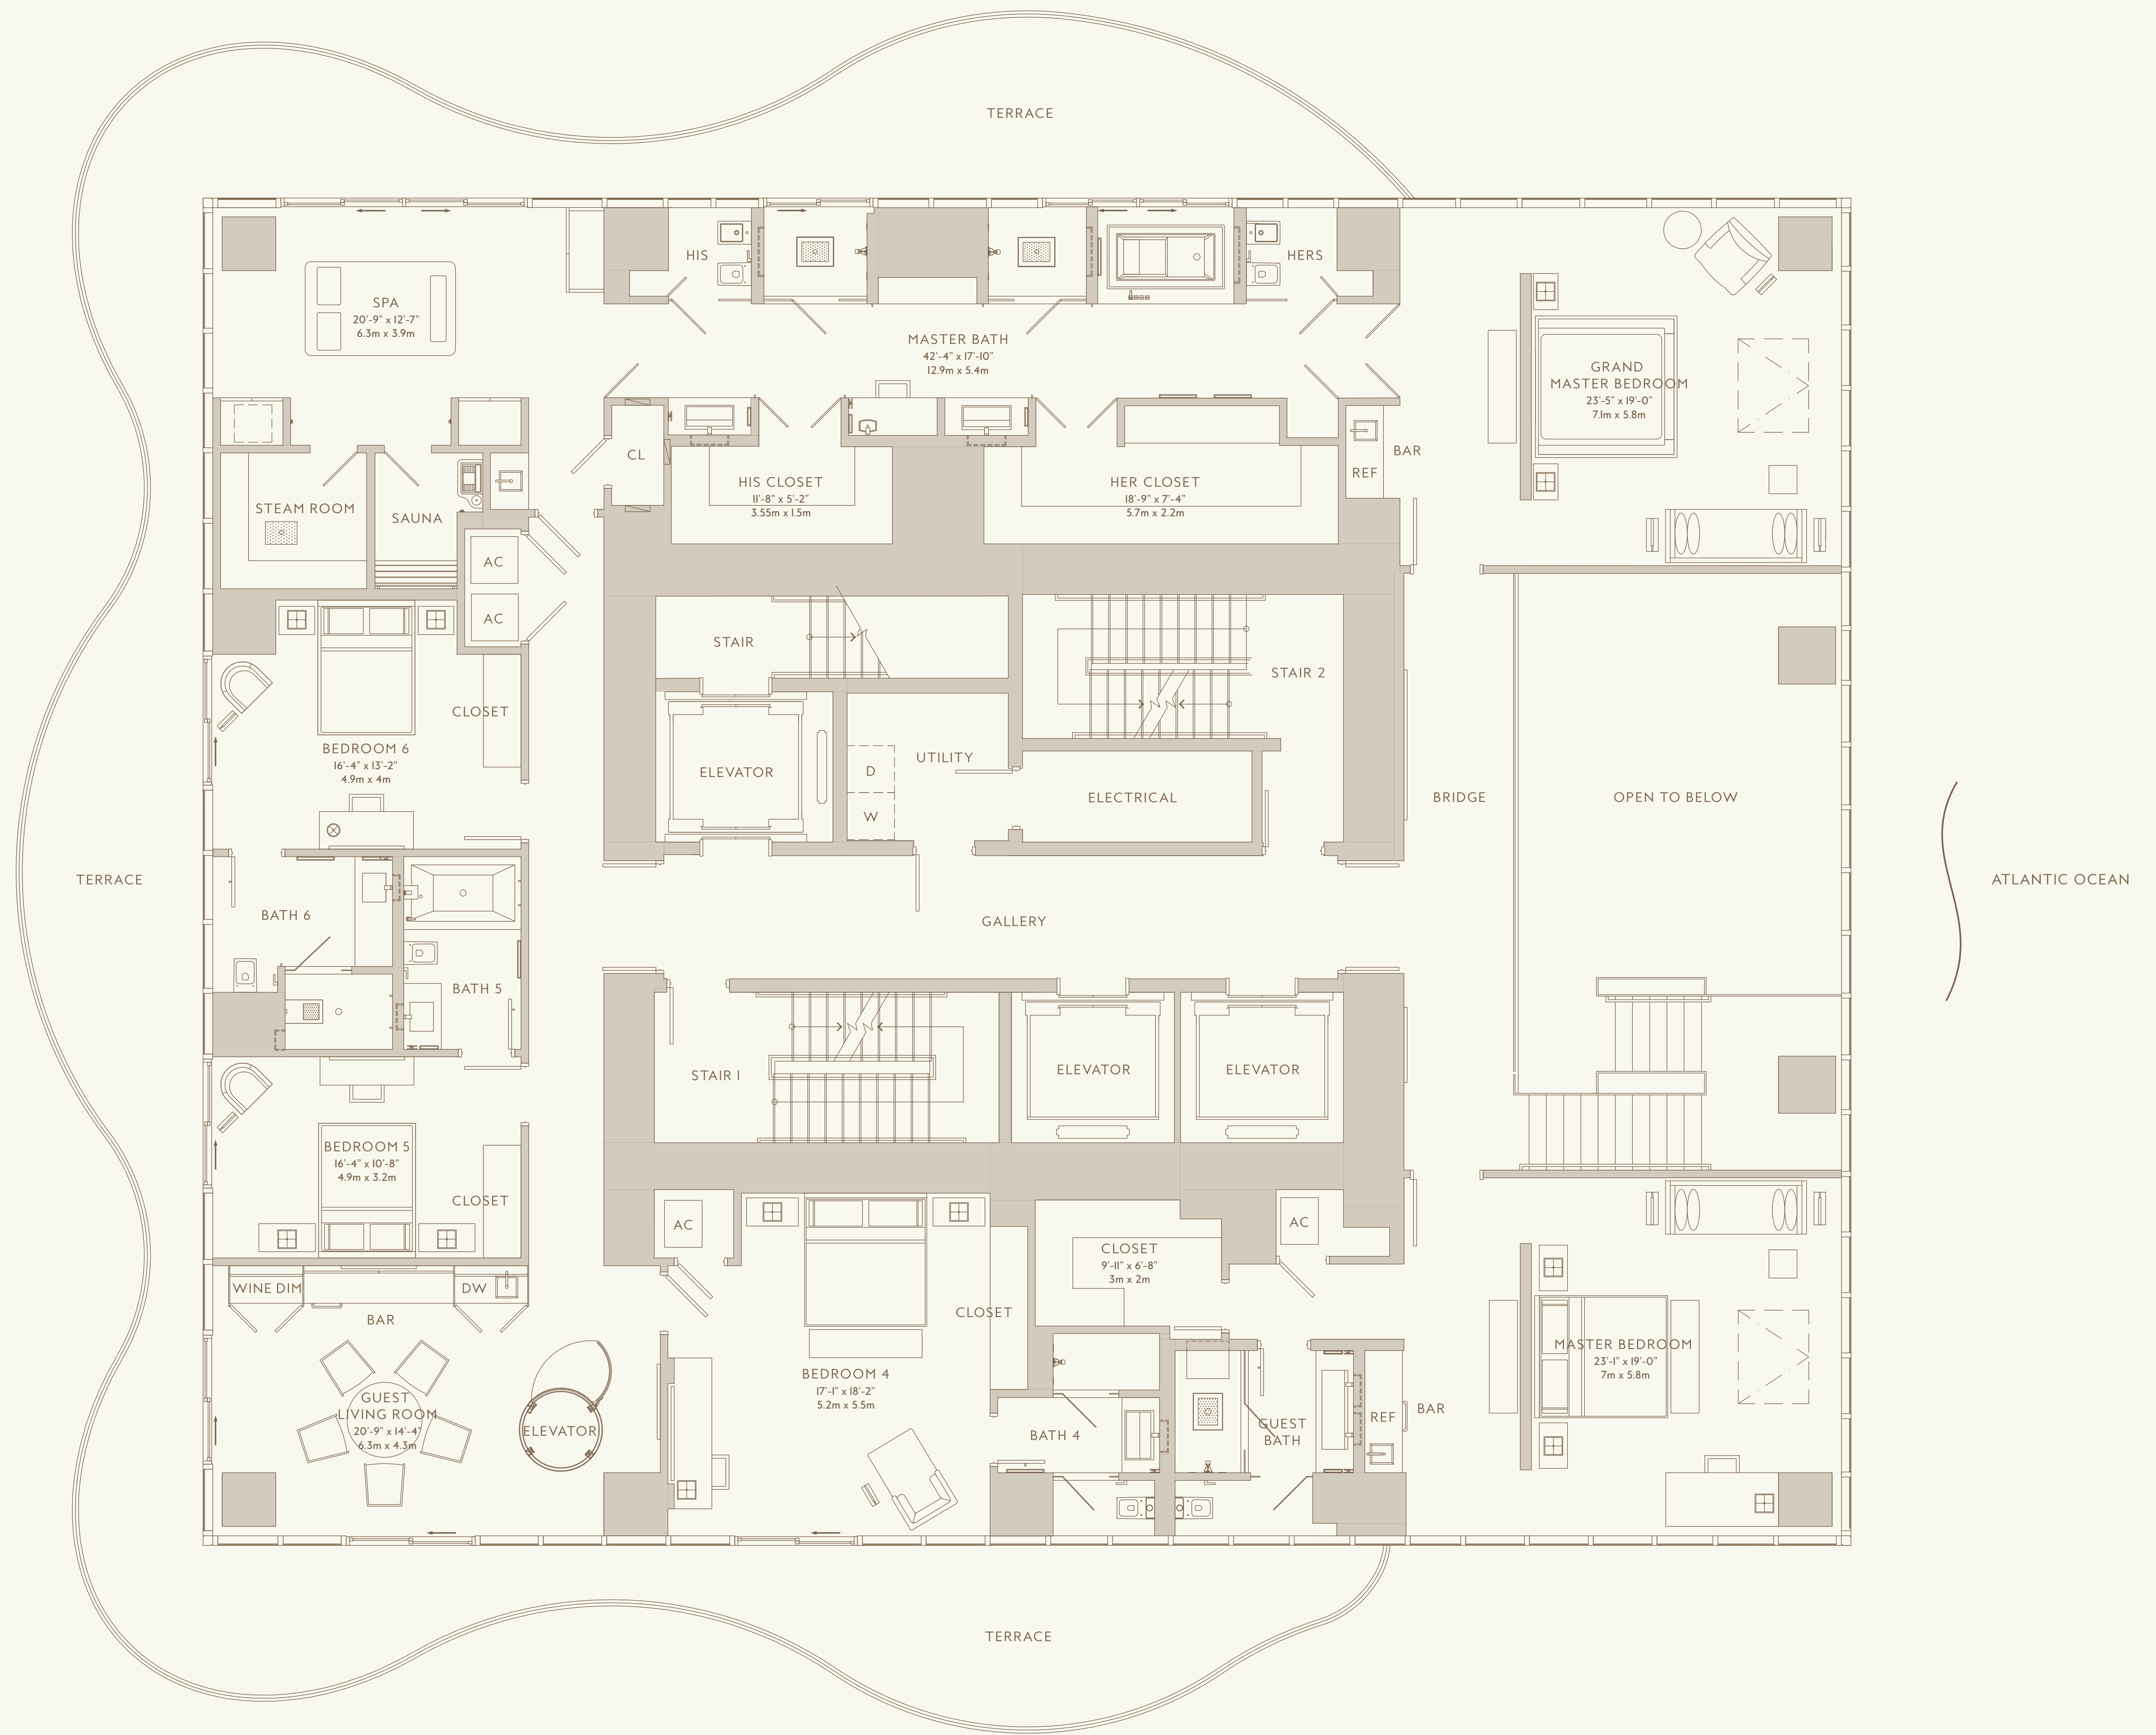 TERRACE
HIS
HERS
SPA
20'-9" x 12'-7"
6.3m x 3.9m
MASTER BATH
42'-4" x 17'-10"
12.9m x 5.4m
GRAND
MASTER BEDROOM
23'-5" x 19'-0"
7.1m x 5.8m
CL
BAR
REF
HIS CLOSET
11'-8" x 5'-2"
3.55m x 1.5m
HER CLOSET
18'-9" x 7'-4"
5.7m x 2.2m
STEAM ROOM
SAUNA
AC
AC
STAIR
STAIR 2
CLOSET
BEDROOM 6
16'-4" x 13'-2"
4.9m x 4m
ELEVATOR
UTILITY
D
W
ELECTRICAL
BRIDGE
OPEN TO BELOW
TERRACE
ATLANTIC OCEAN
BATH 6
GALLERY
BATH 5
STAIR 1
ELEVATOR
ELEVATOR
BEDROOM 5
16'-4" x 10'-8"
4.9m x 3.2m
CLOSET
AC
AC
CLOSET
9'-11" x 6'-8"
3m x 2m
WINE DIM
DW
BAR
CLOSET
MASTER BEDROOM
23'-1" x 19'-0"
7m x 5.8m
BEDROOM 4
17'-1" x 18'-2"
5.2m x 5.5m
GUEST
LIVING ROOM
20'-9" x 14'-4"
6.3m x 4.3m
ELEVATOR
BATH 4
GUEST
BATH
REF
BAR
TERRACE